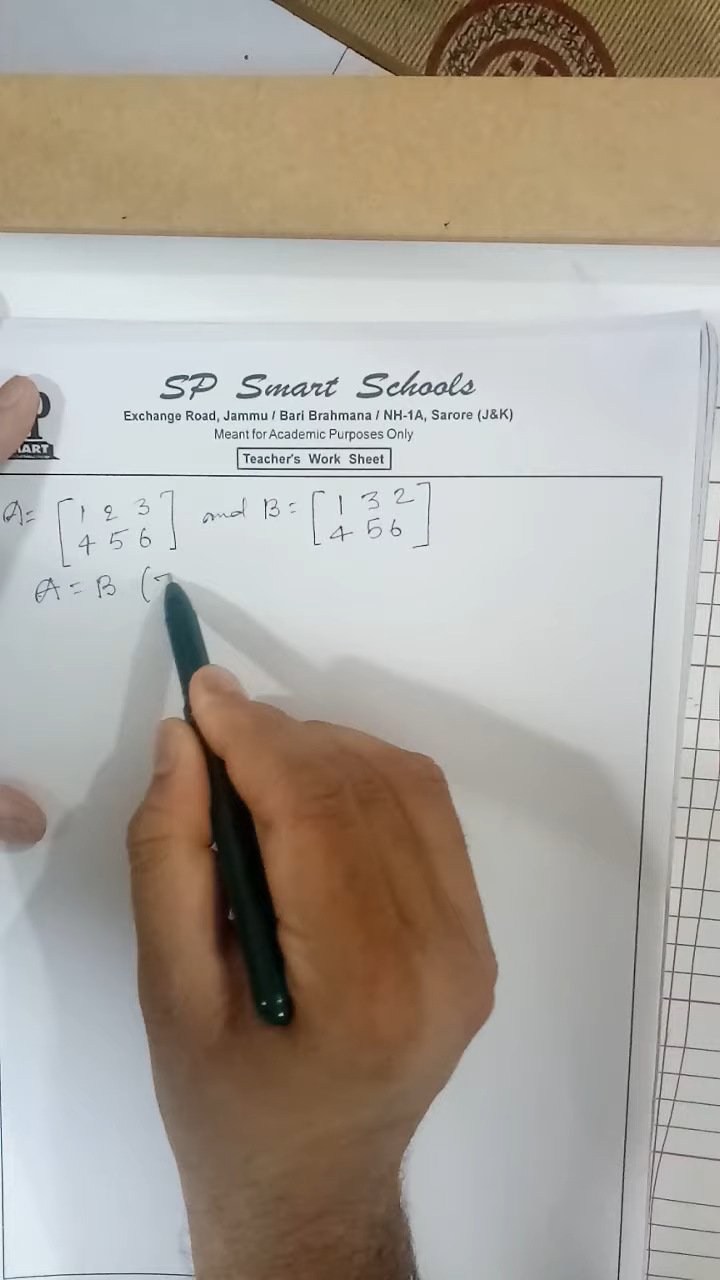 SP Smart Schools
Exchange Road, Jammu / Bari Brahmana / NH-1A, Sarore (J&K)
Meant for Academic Purposes Only
Teacher's Work Sheet
ART
A= [1 2 3 and B= [1 3 2
4 5 6] 4 5 6]
A = B (